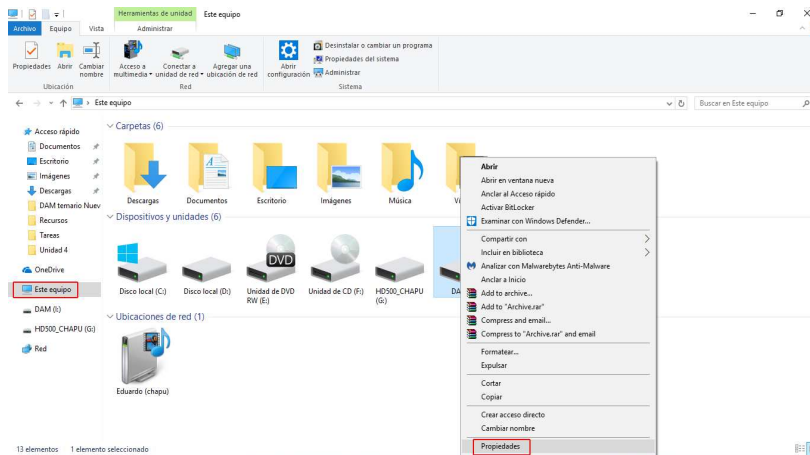 Herramientas de unidad Este equipo
Archivo Equipo Vista Administrar
Propiedades Abrir Cambiar nombre
Acceso a multimedia Conectar a unidad de red Agregar una ubicación de red
Abrir configuración
Desinstalar o cambiar un programa
Propiedades del sistema
Administrar
Ubicación Red Sistema
Este equipo
Buscar en Este equipo
Acceso rápido
Documentos
Escritorio
Imágenes
Descargas
DAM temario Nuev
Recursos
Tareas
Unidad 4
OneDrive
Este equipo
DAM (I:)
HD500_CHAPU (G:)
Red
Carpetas (6)
Descargas Documentos Escritorio Imágenes Música Ví
Dispositivos y unidades (6)
DVD
Disco local (C:) Disco local (D:) Unidad de DVD RW (E:) Unidad de CD (F:) HD500_CHAPU (G:) DA
Ubicaciones de red (1)
Eduardo (chapu)
Abrir
Abrir en ventana nueva
Anclar al Acceso rápido
Activar BitLocker
Examinar con Windows Defender...
Compartir con
Incluir en biblioteca
Analizar con Malwarebytes Anti-Malware
Anclar a Inicio
Add to archive...
Add to "Archive.rar"
Compress and email...
Compress to "Archive.rar" and email
Formatear...
Expulsar
Cortar
Copiar
Crear acceso directo
Cambiar nombre
Propiedades
13 elementos 1 elemento seleccionado